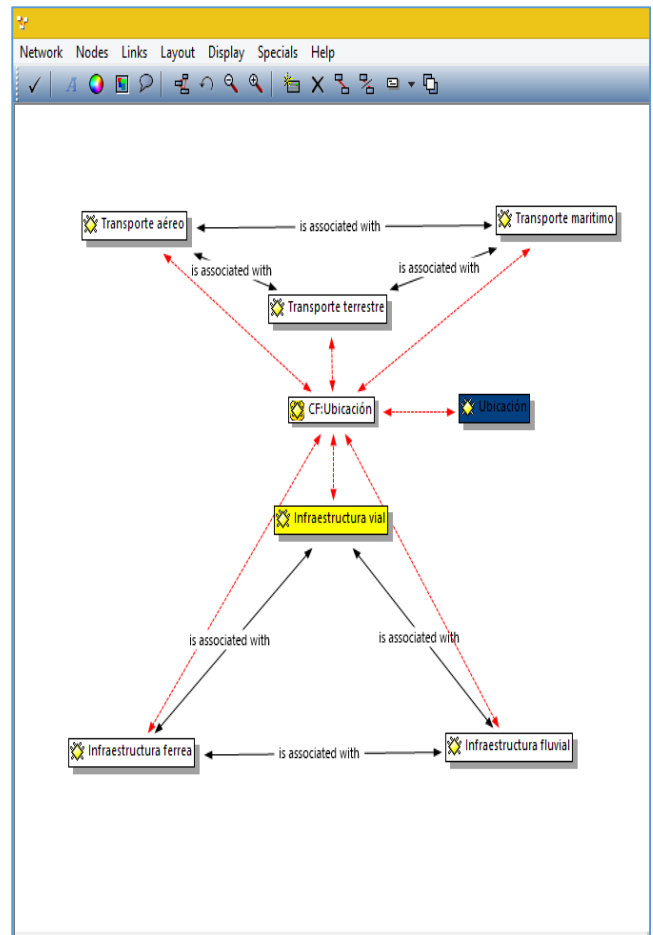 Network Nodes Links Layout Display Specials Help
A
Transporte aéreo
is associated with
Transporte maritimo
is associated with
is associated with
Transporte terrestre
CF:Ubicación
Ubicación
Infraestructura vial
is associated with
is associated with
Infraestructura ferrea
is associated with
Infraestructura fluvial